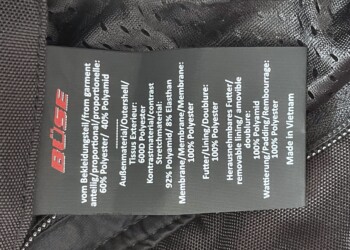 BÜSE
vom Bekleidungsteil/from garment
anteilig/proportional/proportionelle:
60% Polyester/ 40% Polyamid
Außenmaterial/Outershell/
Tissus Exterieur:
600D Polyester
Kontrastmaterial/contrast
Stretchmaterial:
92% Polyamid / 8% Elasthan
Membrane/Membrane/Membrane:
100% Polyester
Futter/Lining/Doublure:
100% Polyester
Herausnehmbares Futter/
removable lining/ amovible
doublure:
100% Polyamid
Wattierung/Padding/Rembourrage:
100% Polyester
Made in Vietnam